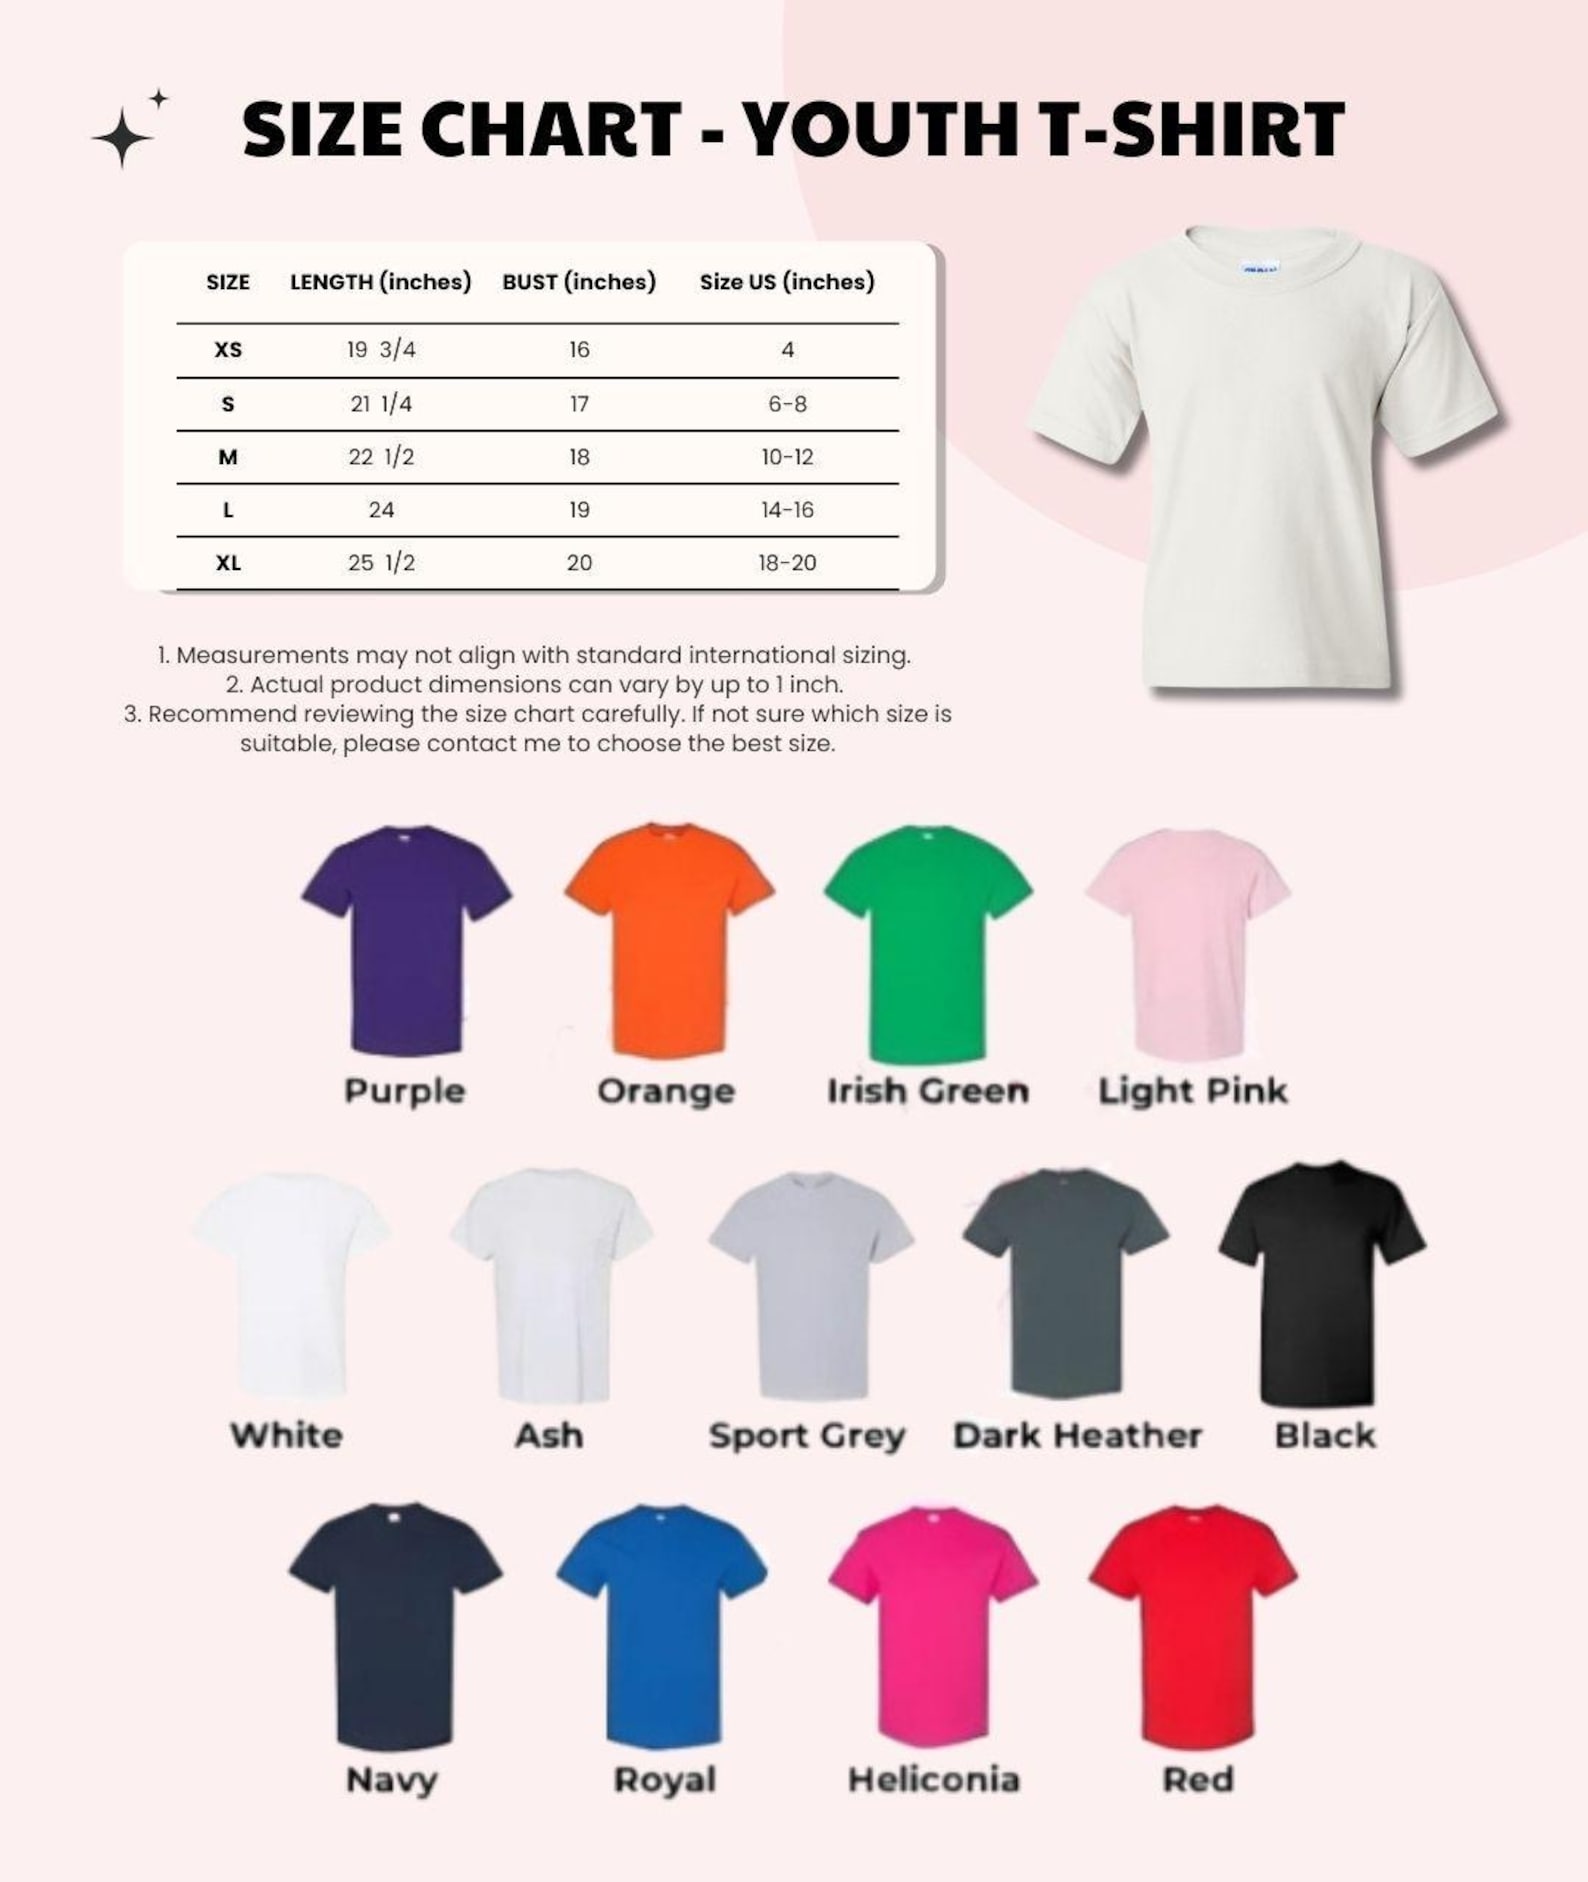 SIZE CHART - YOUTH T-SHIRT
SIZE LENGTH (inches) BUST (inches) Size US (inches)
XS 19 3/4 16 4
S 21 1/4 17 6-8
M 22 1/2 18 10-12
L 24 19 14-16
XL 25 1/2 20 18-20
1. Measurements may not align with standard international sizing.
2. Actual product dimensions can vary by up to 1 inch.
3. Recommend reviewing the size chart carefully. If not sure which size is
suitable, please contact me to choose the best size.
Purple Orange Irish Green Light Pink
White Ash Sport Grey Dark Heather Black
Navy Royal Heliconia Red